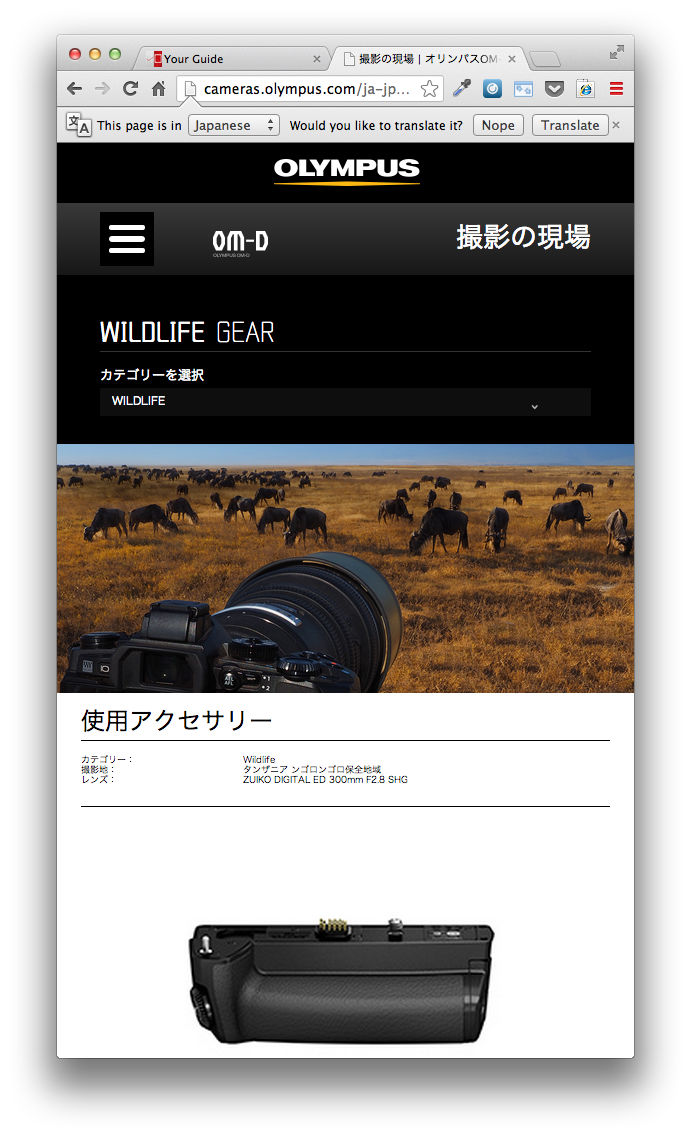 Your Guide
撮影の現場 | オリンパスOM-
cameras.olympus.com/ja-jp...
This page is in Japanese Would you like to translate it? Nope Translate
OLYMPUS
OM-D
OLYMPUS OM-D
撮影の現場
WILDLIFE GEAR
カテゴリーを選択
WILDLIFE
AEL
AFL
1
2
使用アクセサリー
カテゴリー： Wildlife
撮影地： タンザニア ンゴロンゴロ保全地域
レンズ： ZUIKO DIGITAL ED 300mm F2.8 SHG